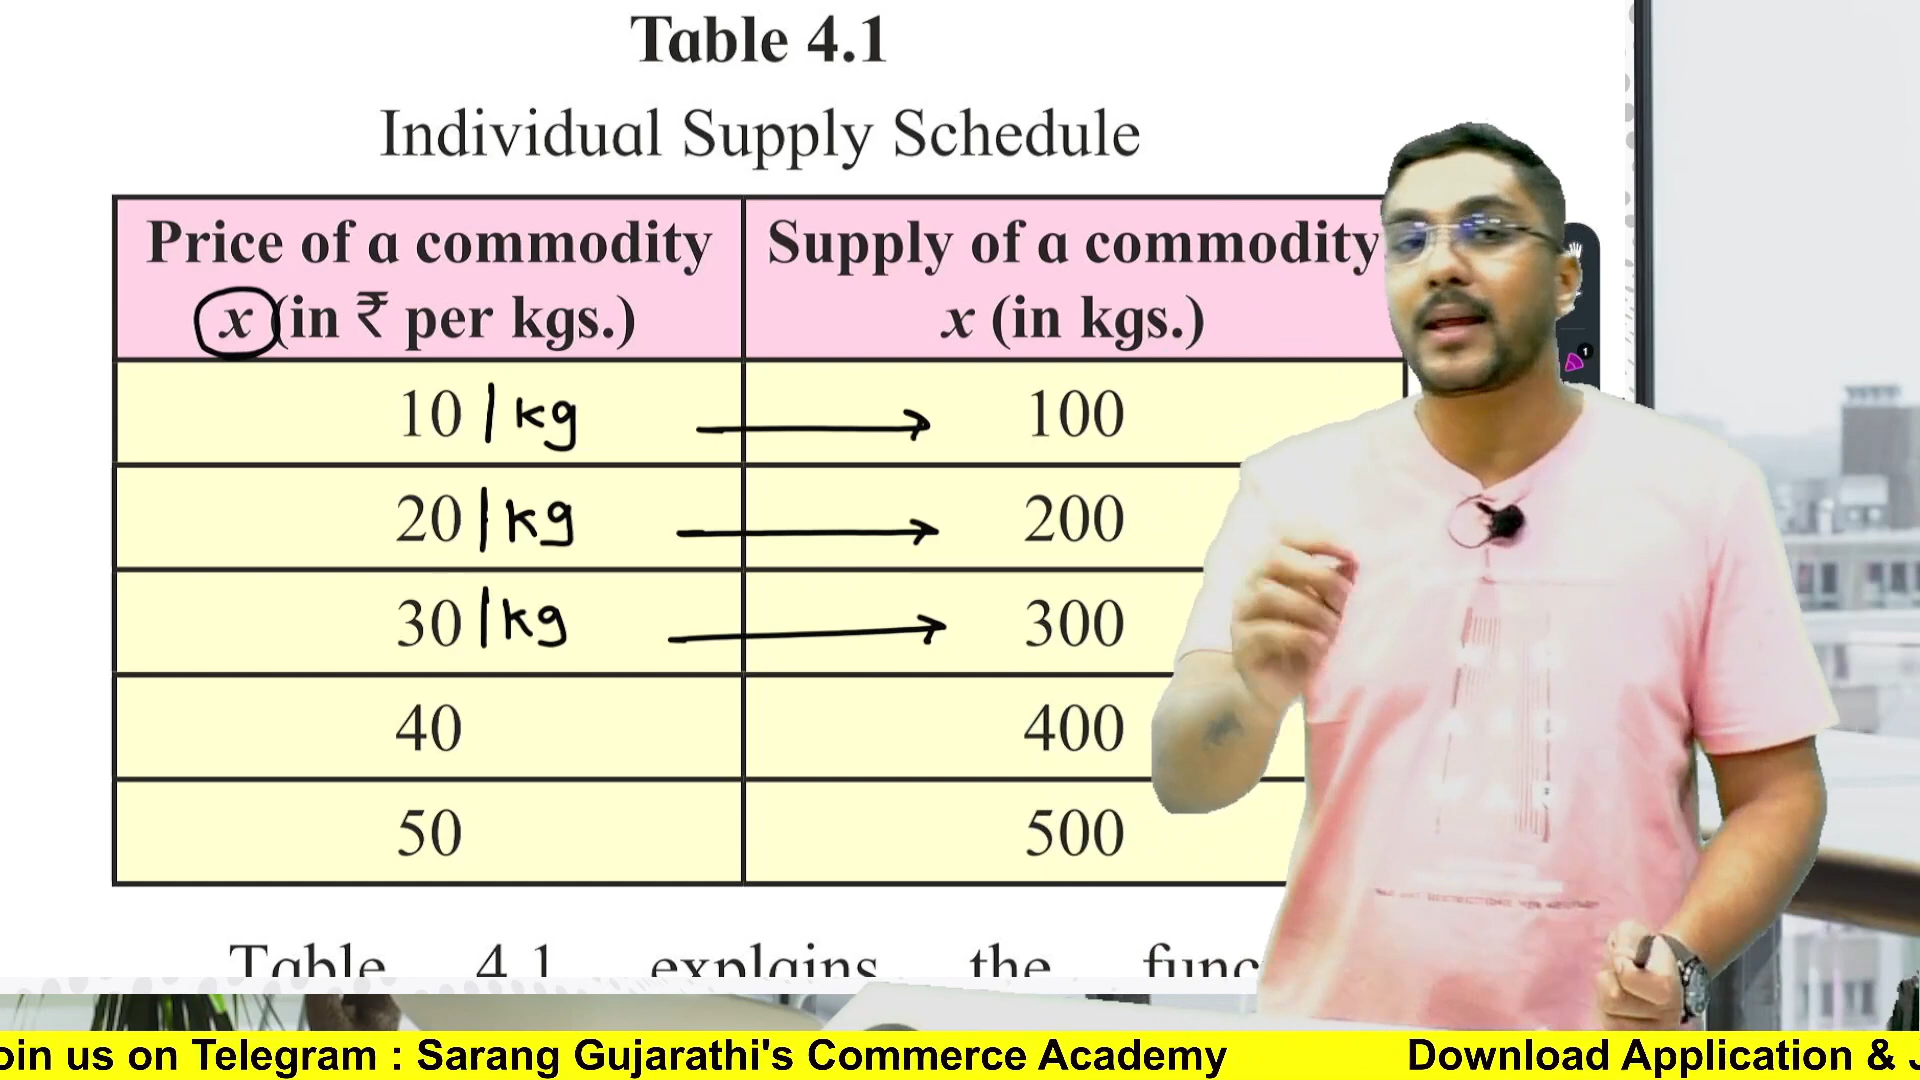 Table 4.1
Individual Supply Schedule
Price of a commodity
x (in ₹ per kgs.)
Supply of a commodity
x (in kgs.)
10 /kg → 100
20 /kg → 200
30 /kg → 300
40 400
50 500
Table 4.1 explains the func
oin us on Telegram : Sarang Gujarathi's Commerce Academy Download Application &